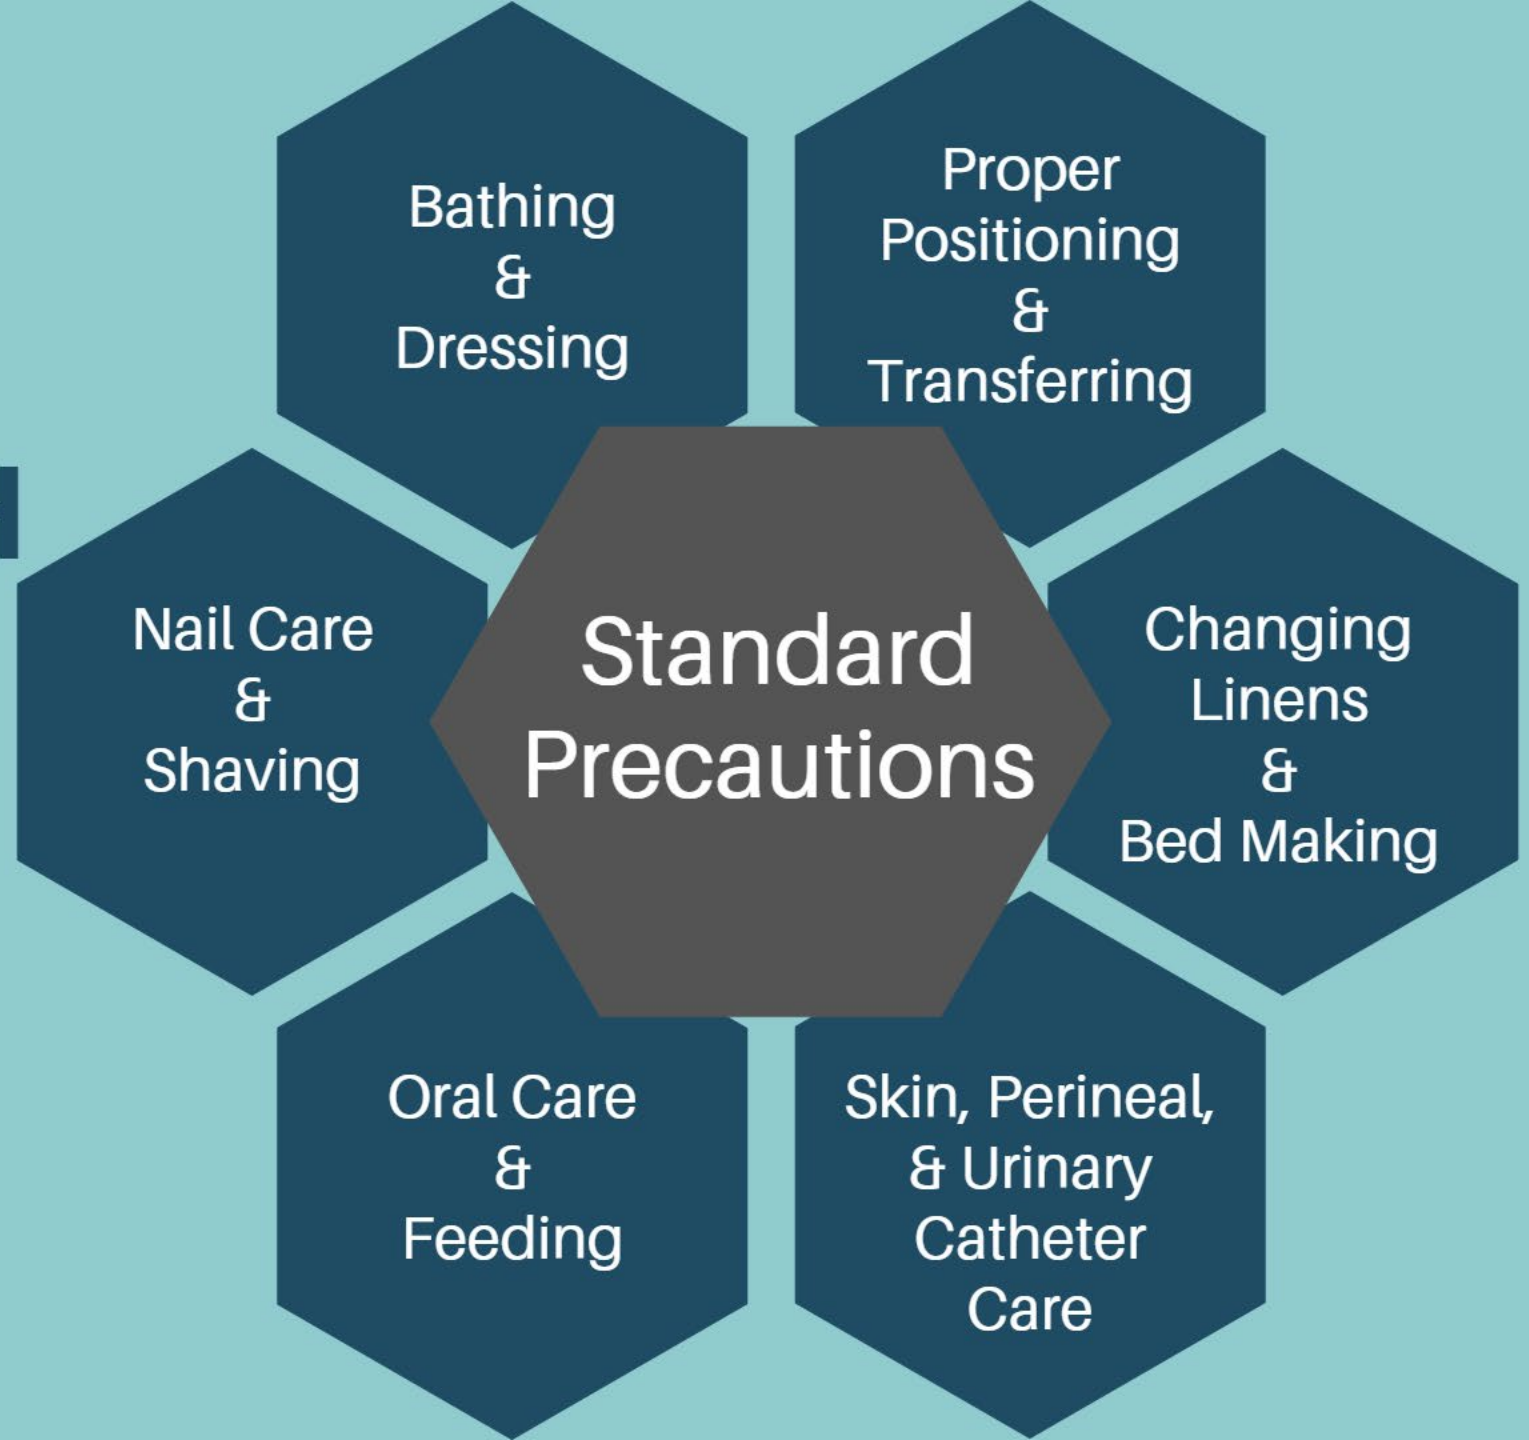 Bathing
&
Dressing
Proper
Positioning
&
Transferring
Nail Care
&
Shaving
Standard
Precautions
Changing
Linens
&
Bed Making
Oral Care
&
Feeding
Skin, Perineal,
& Urinary
Catheter
Care